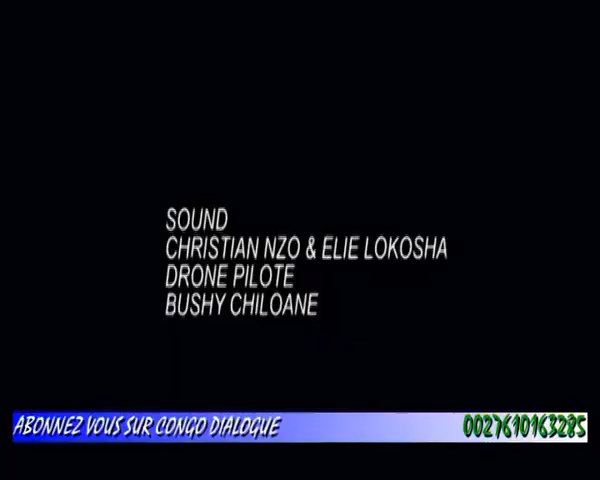 SOUND
CHRISTIAN NZO & ELIE LOKOSHA
DRONE PILOTE
BUSHY CHILOANE
ABONNEZ VOUS SUR CONGO DIALOGUE
0027610163285